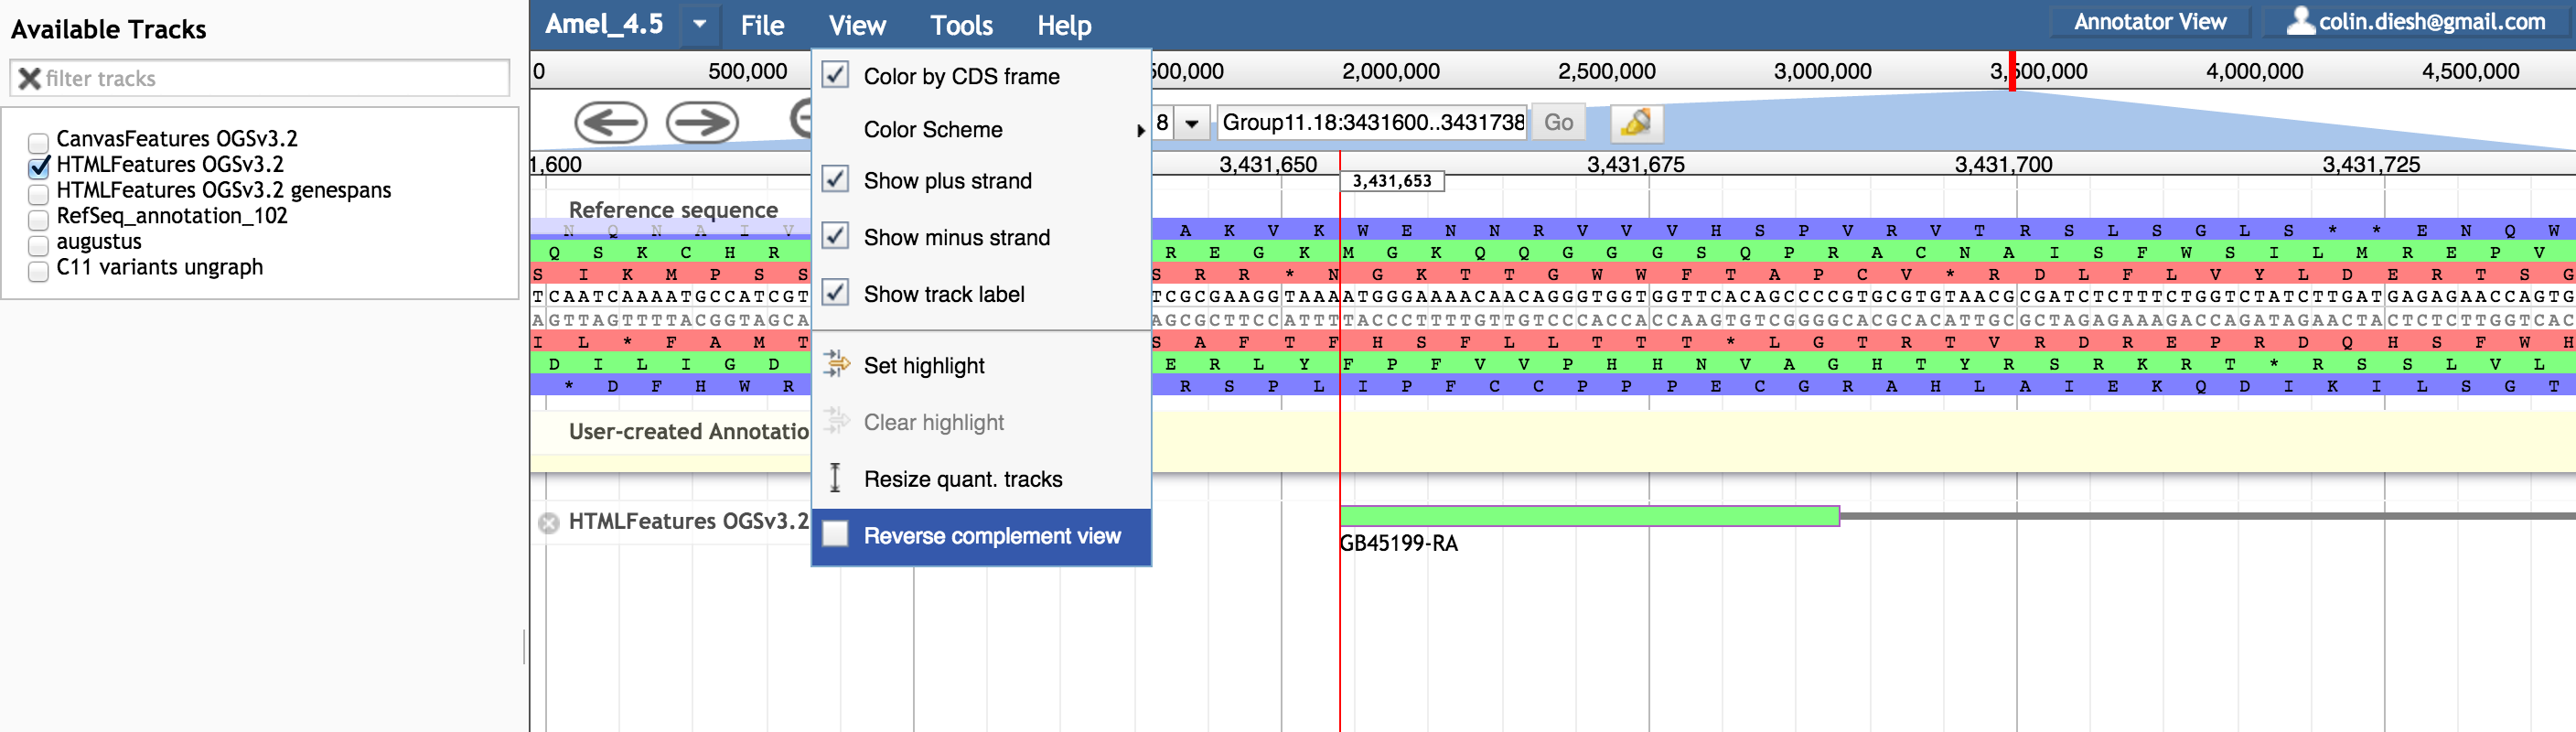 Available Tracks
filter tracks
CanvasFeatures OGSv3.2
HTMLFeatures OGSv3.2
HTMLFeatures OGSv3.2 genespans
RefSeq_annotation_102
augustus
C11 variants ungraph
Amel_4.5 File View Tools Help Annotator View colin.diesh@gmail.com
0 500,000 500,000 2,000,000 2,500,000 3,000,000 3,500,000 4,000,000 4,500,000
8 Group11.18:3431600..3431738 Go
1,600 3,431,650 3,431,675 3,431,700 3,431,725
3,431,653
Color by CDS frame
Color Scheme
Show plus strand
Show minus strand
Show track label
Set highlight
Clear highlight
Resize quant. tracks
Reverse complement view
Reference sequence
N Q N A I V A K V K W E N N R V V V H S P V R V T R S L S G L S * * E N Q W
Q S K C H R R E G K M G K Q Q G G G S Q P R A C N A I S F W S I L M R E P V
S I K M P S S S R R * N G K T T G W W F T A P C V * R D L F L V Y L D E R T S G
TCAATCAAAATGCCATCGT TCGCGAAGGTAAAATGGGAAAACAACAGGGTGGTGGTTCACAGCCCCGTGCGTGTAACGCGATCTCTTTCTGGTCTATCTTGATGAGAGAACCAGTG
AGTTAGTTTTACGGTAGCA AGCGCTTCCATTTTACCCTTTTGTTGTCCCACCACCAAGTGTCGGGGCACGCACATTGCGCTAGAGAAAGACCAGATAGAACTACTCTCTTGGTCAC
I L * F A M T S A F T F H S F L L T T T * L G T R T V R D R E P R D Q H S F W H
D I L I G D E R L Y F P F V V P H H N V A G H T Y R S R K R T * R S S L V L
* D F H W R R S P L I P F C C P P P E C G R A H L A I E K Q D I K I L S G T
User-created Annotatio
HTMLFeatures OGSv3.2
GB45199-RA